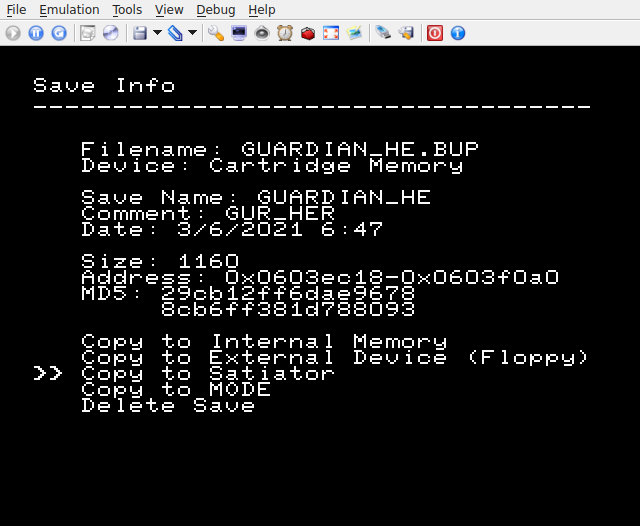 File Emulation Tools View Debug Help
Save Info
-----------------------------------
Filename: GUARDIAN_HE.BUP
Device: Cartridge Memory
Save Name: GUARDIAN_HE
Comment: GUR_HER
Date: 3/6/2021 6:47
Size: 1160
Address: 0x0603ec18-0x0603f0a0
MD5: 29cb12ff6dae9678
8cb6ff381d788093
Copy to Internal Memory
Copy to External Device (Floppy)
>> Copy to Satiator
Copy to MODE
Delete Save